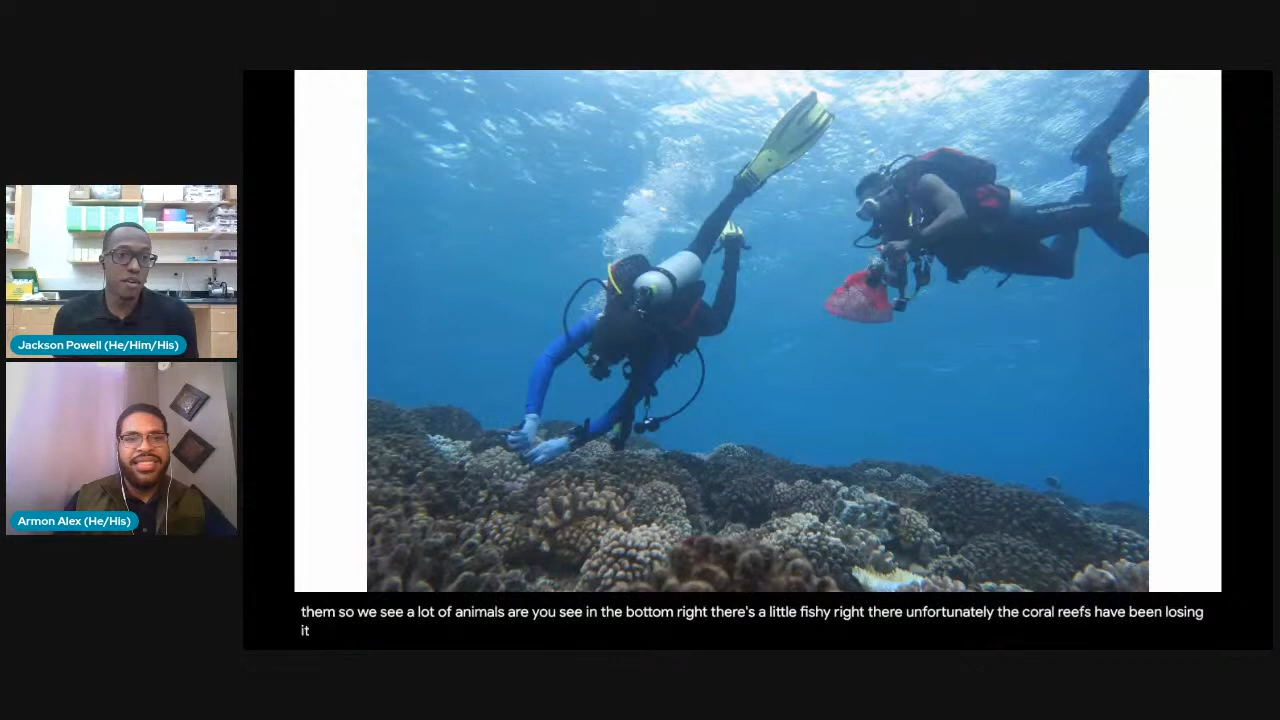 Jackson Powell (He/Him/His)
Armon Alex (He/His)
them so we see a lot of animals are you see in the bottom right there's a little fishy right there unfortunately the coral reefs have been losing
it